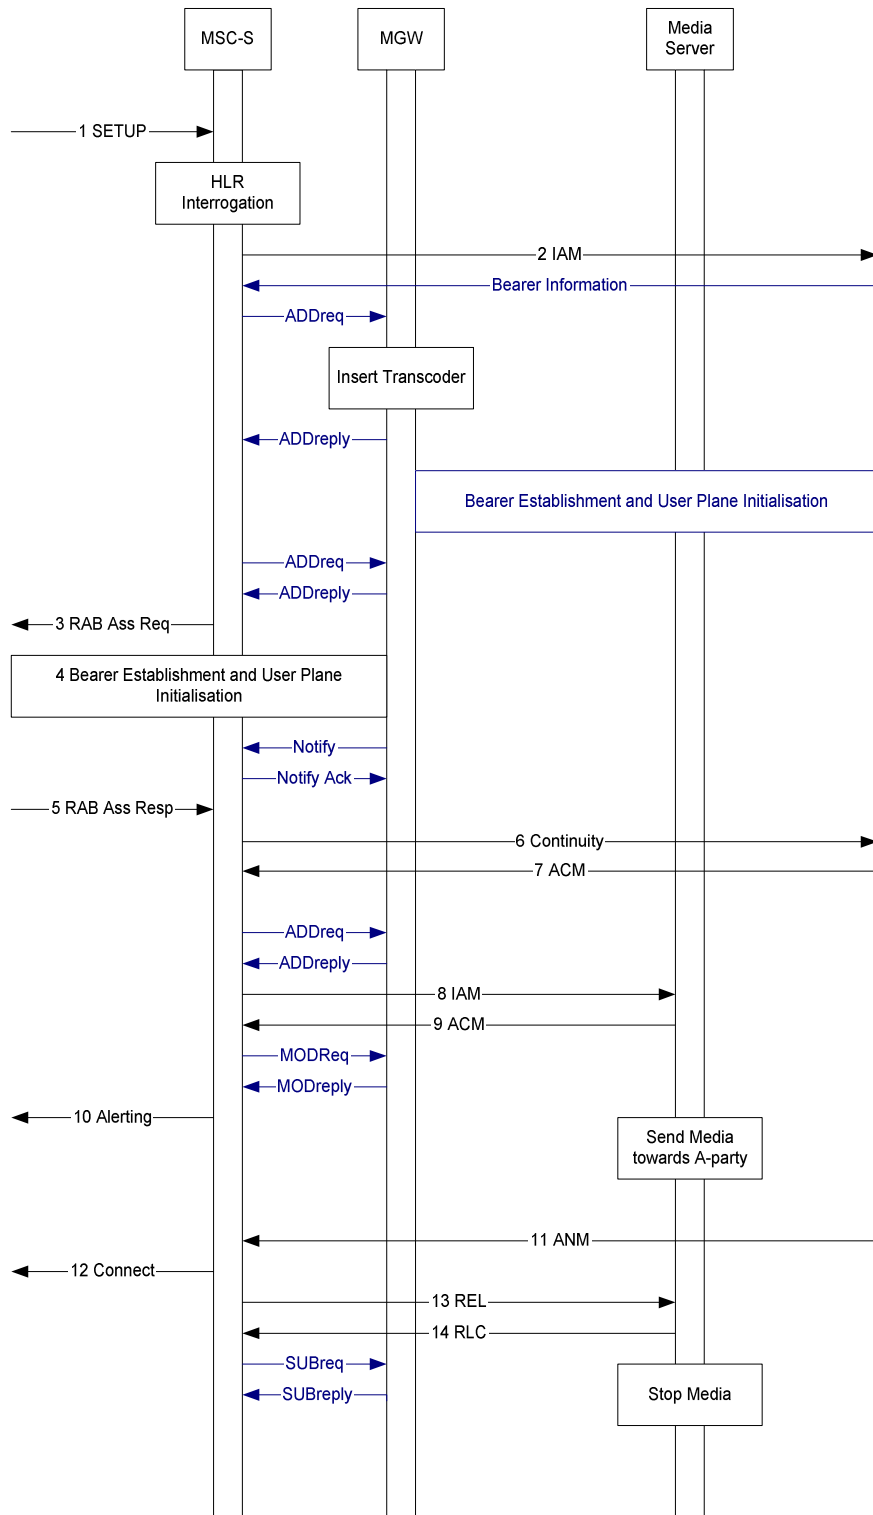 MSC-S
MGW
Media
Server
1 SETUP
HLR
Interrogation
2 IAM
Bearer Information
ADDreq
Insert Transcoder
ADDreply
Bearer Establishment and User Plane Initialisation
ADDreq
ADDreply
3 RAB Ass Req
4 Bearer Establishment and User Plane
Initialisation
Notify
Notify Ack
5 RAB Ass Resp
6 Continuity
7 ACM
ADDreq
ADDreply
8 IAM
9 ACM
MODReq
MODreply
10 Alerting
Send Media
towards A-party
11 ANM
12 Connect
13 REL
14 RLC
SUBreq
SUBreply
Stop Media